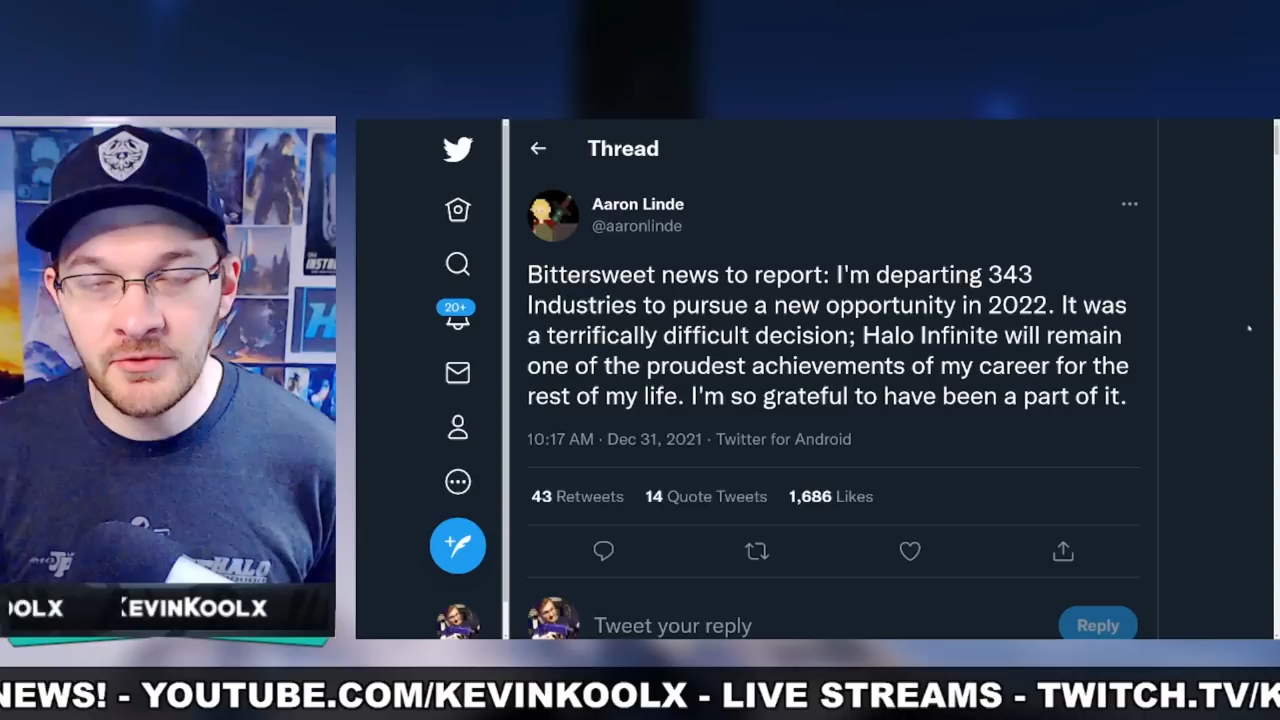 Thread
Aaron Linde
@aaronlinde
Bittersweet news to report: I'm departing 343
Industries to pursue a new opportunity in 2022. It was
a terrifically difficult decision; Halo Infinite will remain
one of the proudest achievements of my career for the
rest of my life. I'm so grateful to have been a part of it.
10:17 AM · Dec 31, 2021 · Twitter for Android
43 Retweets 14 Quote Tweets 1,686 Likes
20+
Tweet your reply
Reply
HALO
OOLX KEVINKOOLX
NEWS! - YOUTUBE.COM/KEVINKOOLX - LIVE STREAMS - TWITCH.TV/K